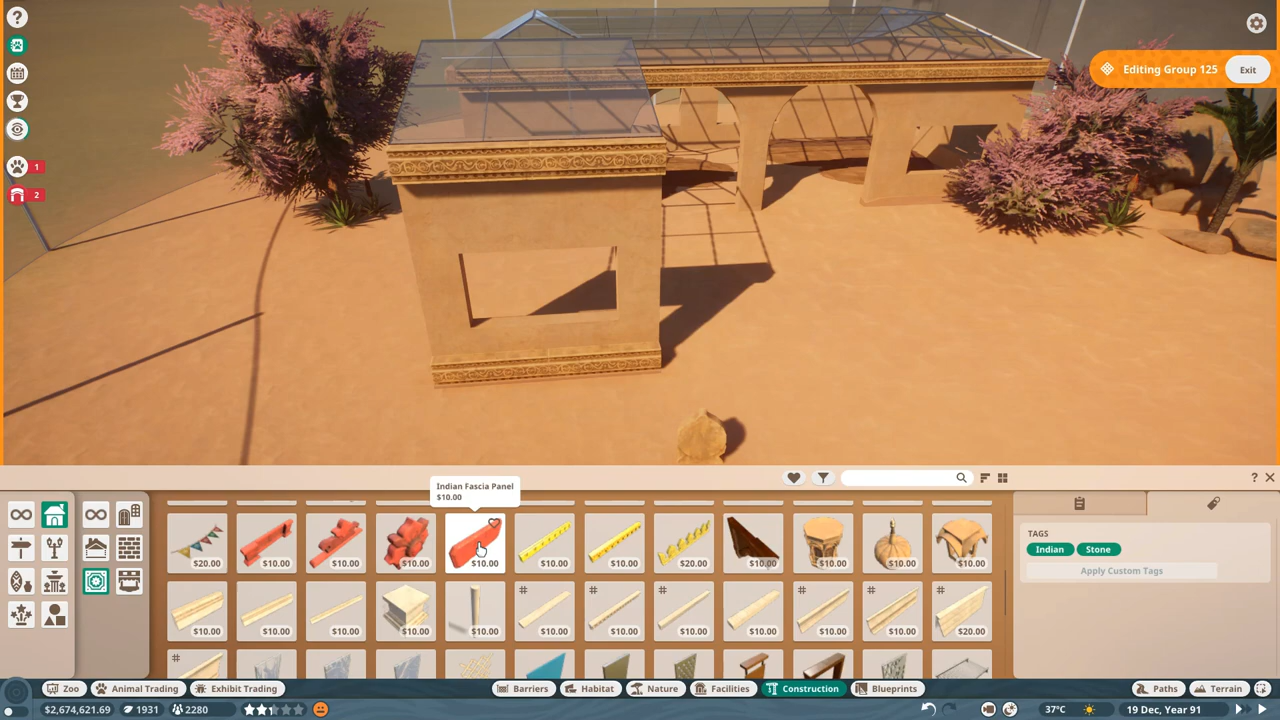 Editing Group 125
Exit
1
2
Indian Fascia Panel
$10.00
$20.00 $10.00 $10.00 $10.00 $10.00 $10.00 $10.00 $20.00 $10.00 $10.00 $10.00 $10.00
$10.00 $10.00 $10.00 $10.00 $10.00 $10.00 $10.00 $10.00 $10.00 $10.00 $10.00 $20.00
TAGS
Indian Stone
Apply Custom Tags
Zoo Animal Trading Exhibit Trading Barriers Habitat Nature Facilities Construction Blueprints Paths Terrain
$2,674,621.69 1931 2280 37°C 19 Dec, Year 91